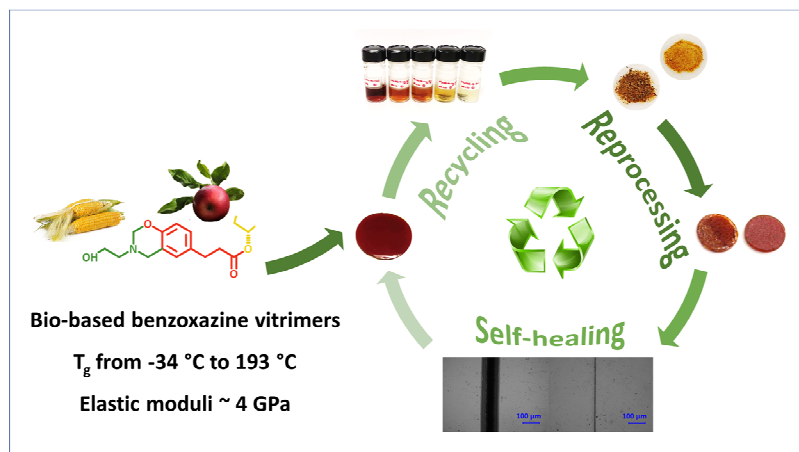 Recycling
Reprocessing
O
N
OH
O
O
Bio-based benzoxazine vitrimers
Tg from -34 °C to 193 °C
Elastic moduli ~ 4 GPa
Self-healing
100 μm
100 μm